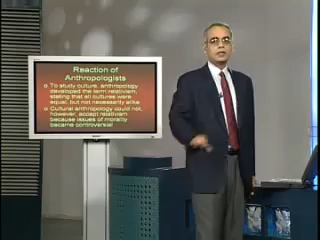 Reaction of
Anthropologists
To study culture, anthropology
developed the term relativism,
stating that all cultures were
equal, but not necessarily alike.
Cultural anthropology could not,
however, accept relativism
because issues of morality
became controversial